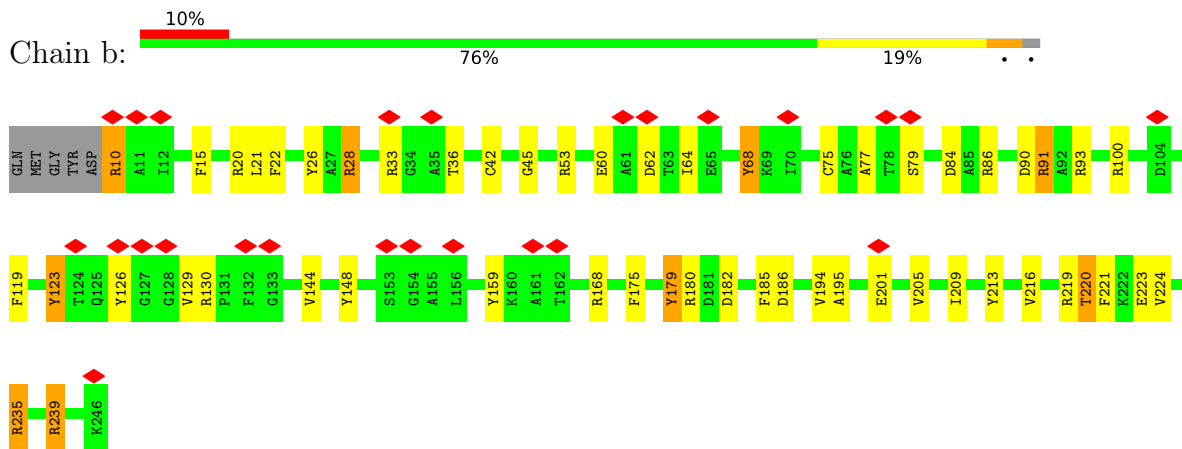 10%
Chain b:
76% 19% • •
GLN MET GLY TYR ASP R10 A11 I12 F15 R20 L21 F22 Y26 A27 R28 R33 G34 A35 T36 C42 G45 R53 E60 A61 D62 T63 I64 E65 Y68 K69 I70 C75 A76 A77 T78 S79 D84 A85 R86 D90 R91 A92 R93 R100 D104
F119 Y123 T124 Q125 Y126 G127 G128 V129 R130 P131 F132 G133 V144 Y148 S153 G154 A155 L156 Y159 K160 A161 T162 R168 F175 Y179 R180 D181 D182 F185 D186 V194 A195 E201 V205 I209 Y213 V216 R219 T220 F221 K222 E223 V224
R235 R239 K246